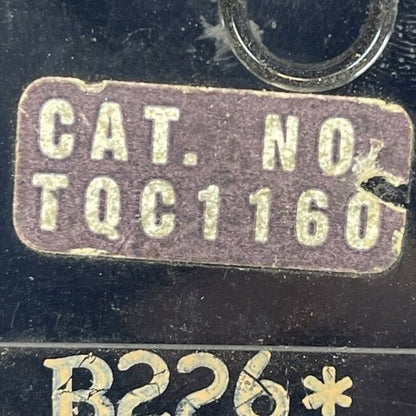 CAT. NO
TQC1160
B226*